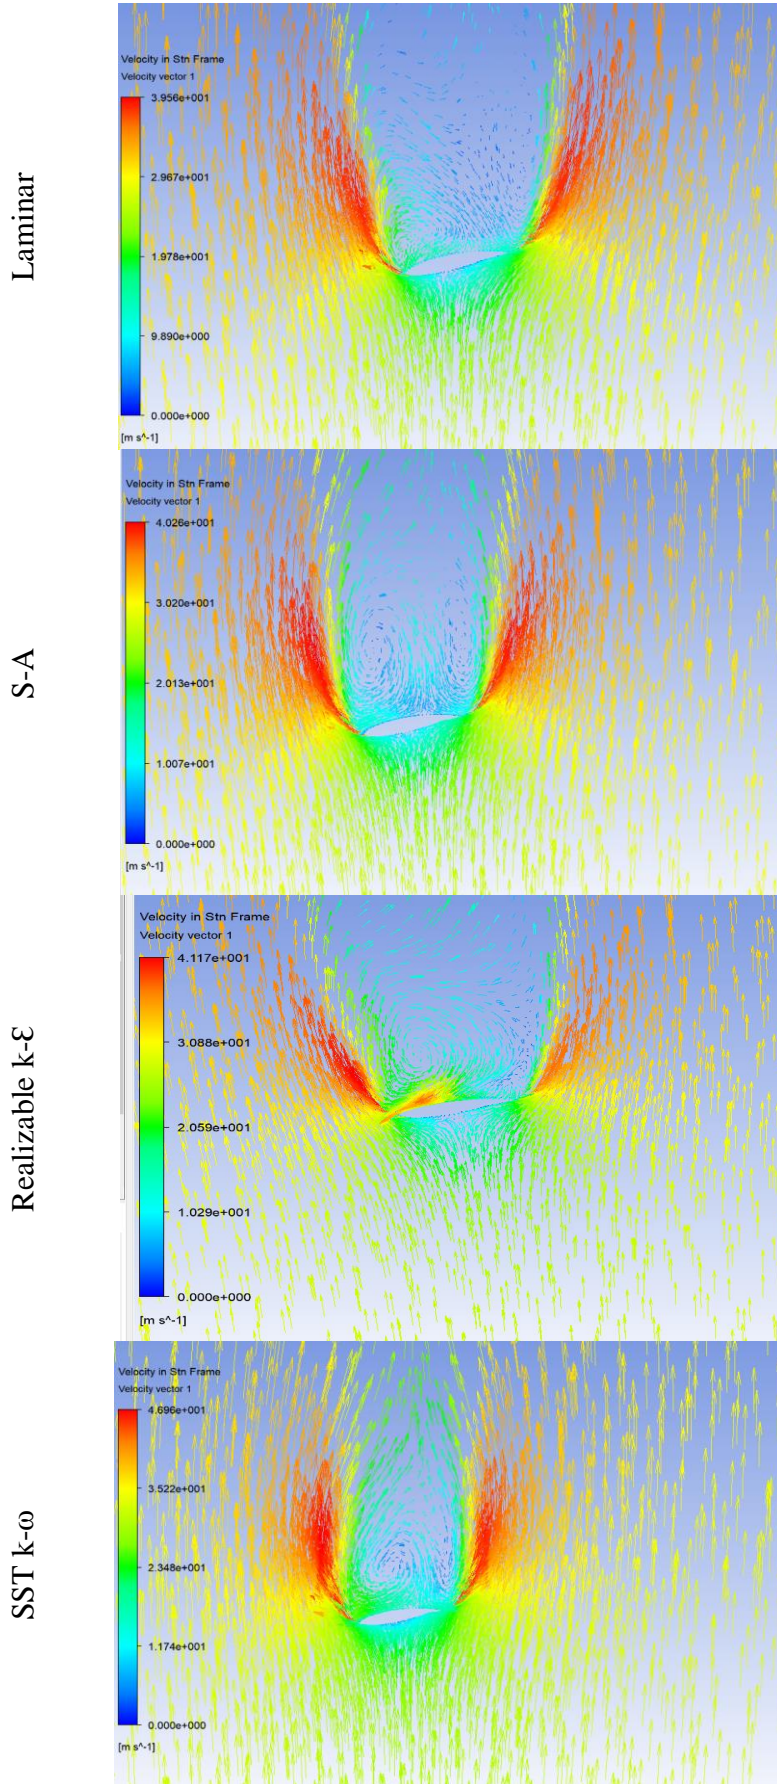 Laminar
Velocity in Stn Frame
Velocity vector 1
3.956e+001
2.967e+001
1.978e+001
9.890e+000
0.000e+000
[m s^-1]
S-A
Velocity in Stn Frame
Velocity vector 1
4.026e+001
3.020e+001
2.013e+001
1.007e+001
0.000e+000
[m s^-1]
Realizable k-Ɛ
Velocity in Stn Frame
Velocity vector 1
4.117e+001
3.088e+001
2.059e+001
1.029e+001
0.000e+000
[m s^-1]
SST k-ω
Velocity in Stn Frame
Velocity vector 1
4.696e+001
3.522e+001
2.348e+001
1.174e+001
0.000e+000
[m s^-1]